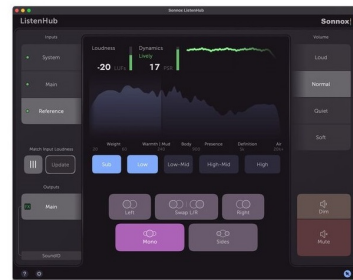 Sonnox ListenHub
ListenHub
Sonnox
Inputs
System
Main
Reference
Match Input Loudness
Update
Outputs
Main
SoundID
Loudness
-20 LUFS
Dynamics
Lively
17 PSR
Weight
Warmth | Mud
Body
Presence
Definition
Air
Sub
Low
Low-Mid
High-Mid
High
Left
Swap L/R
Right
Mono
Sides
Volume
Loud
Normal
Quiet
Soft
Dim
Mute
?